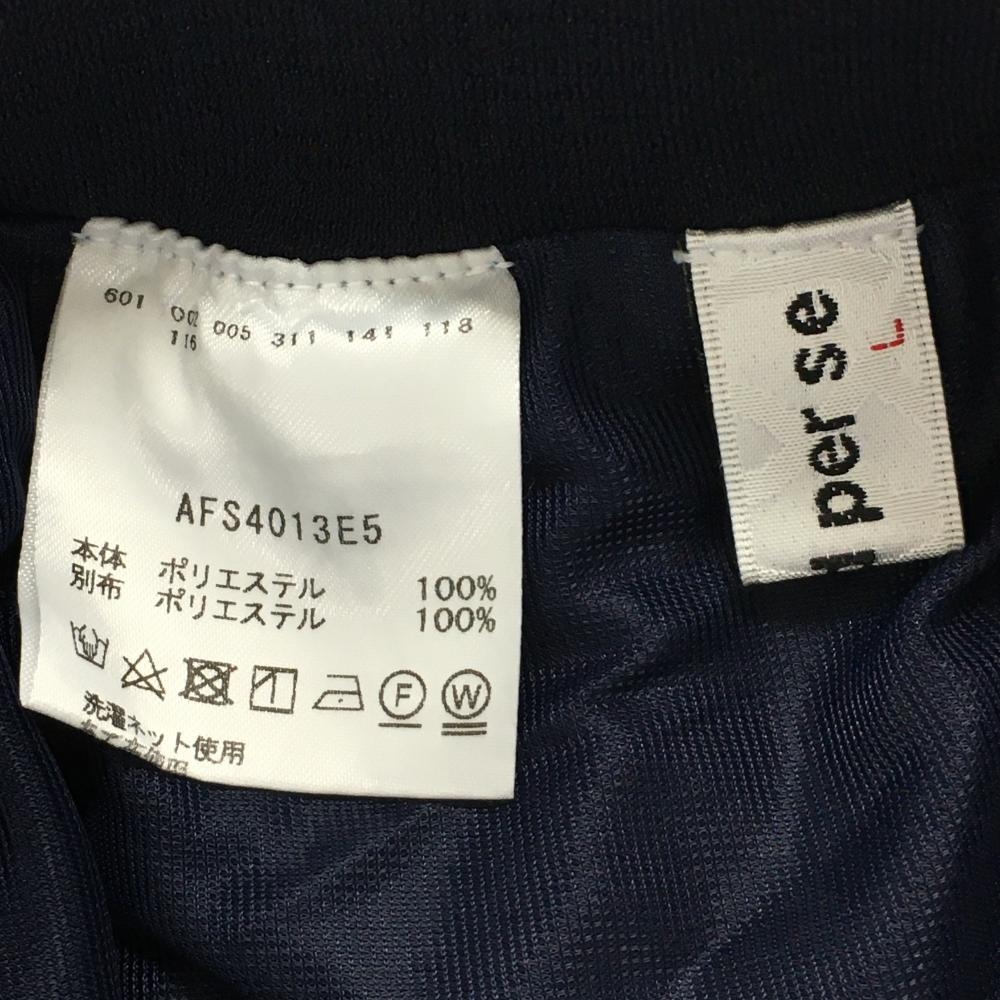 601 002 005 311 141 118
116
AFS4013E5
本体 ポリエステル 100%
別布 ポリエステル 100%
F W
洗濯ネット使用
per se
L